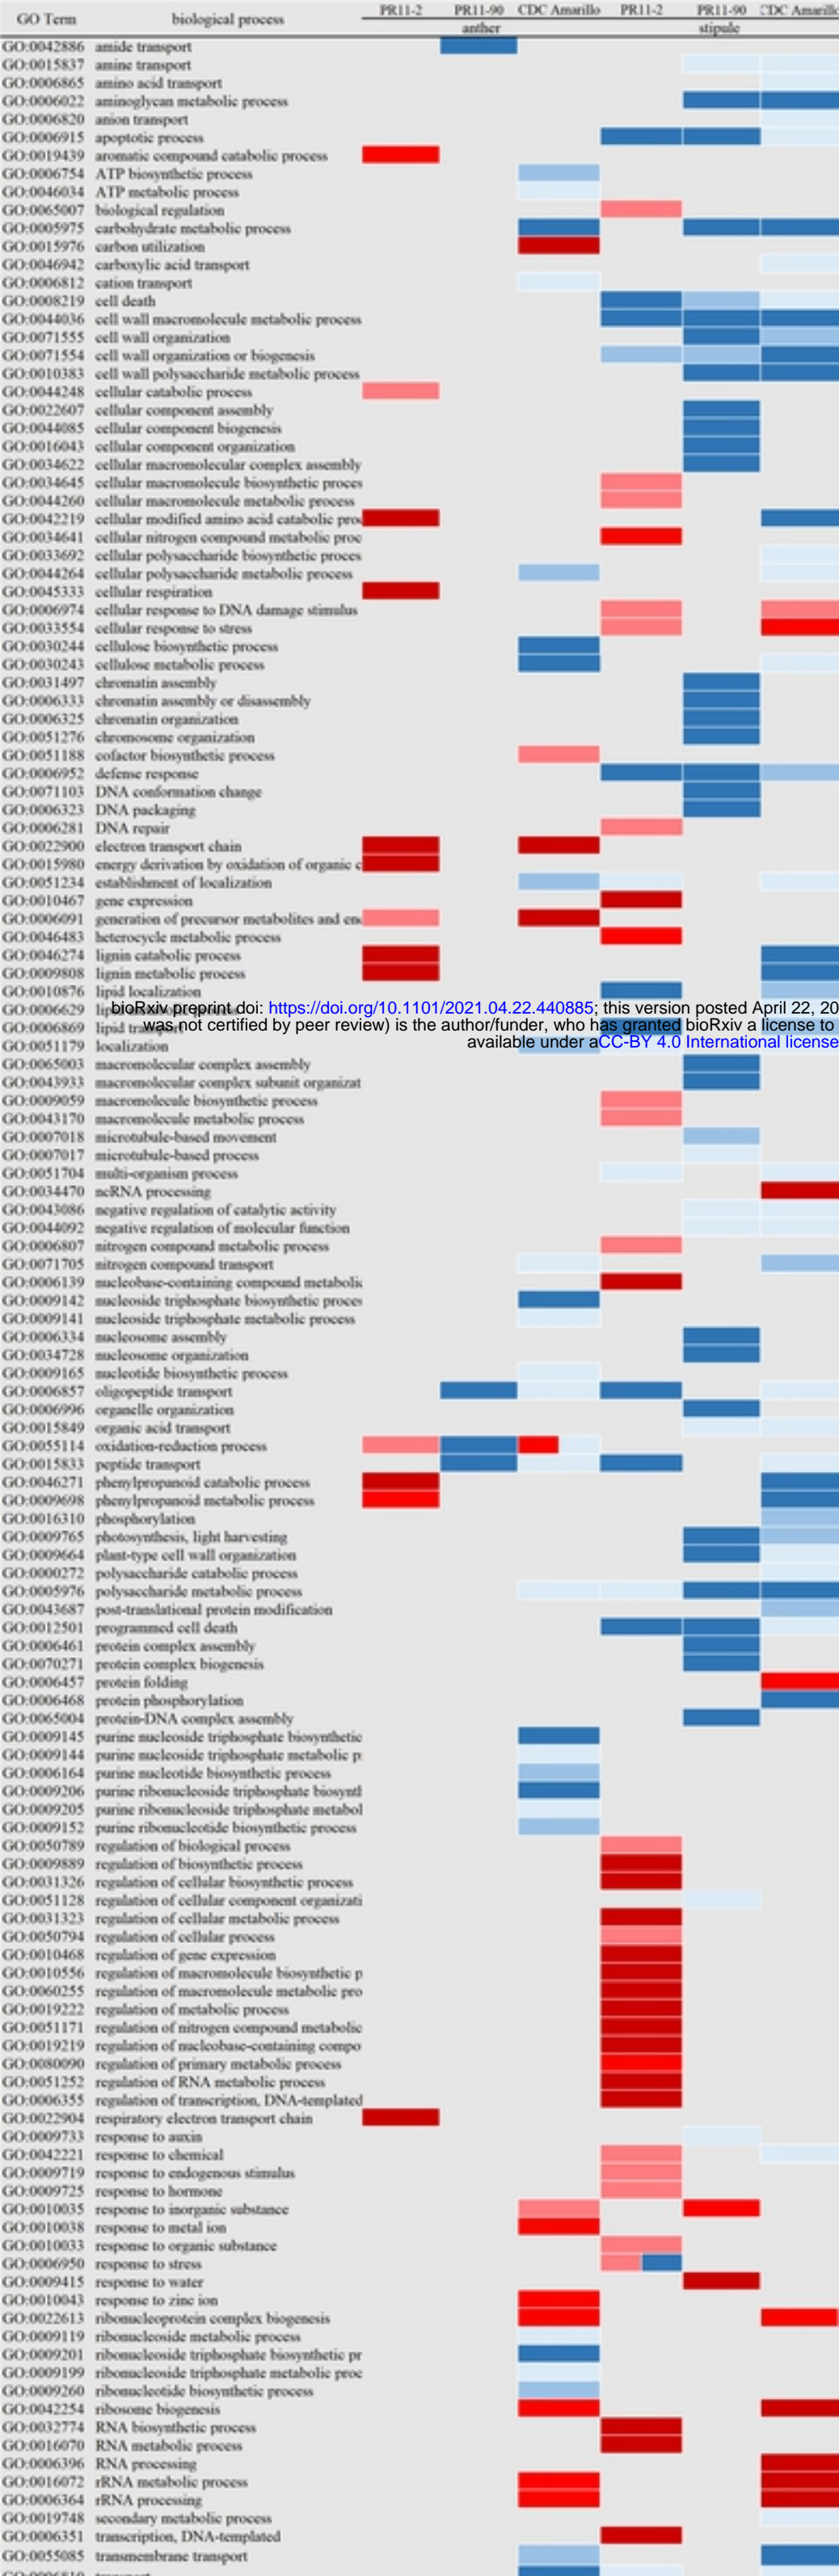 PR11-2 PR11-90 CDC Amarillo PR11-2 PR11-90 CDC Amarillo
GO Term biological process
anther stipule
GO:0042886 amide transport
GO:0015837 amine transport
GO:0006865 amino acid transport
GO:0006022 aminoglycan metabolic process
GO:0006820 anion transport
GO:0006915 apoptotic process
GO:0019439 aromatic compound catabolic process
GO:0006754 ATP biosynthetic process
GO:0046034 ATP metabolic process
GO:0065007 biological regulation
GO:0005975 carbohydrate metabolic process
GO:0015976 carbon utilization
GO:0046942 carboxylic acid transport
GO:0006812 cation transport
GO:0008219 cell death
GO:0044036 cell wall macromolecule metabolic process
GO:0071555 cell wall organization
GO:0071554 cell wall organization or biogenesis
GO:0010383 cell wall polysaccharide metabolic process
GO:0044248 cellular catabolic process
GO:0022607 cellular component assembly
GO:0044085 cellular component biogenesis
GO:0016043 cellular component organization
GO:0034622 cellular macromolecular complex assembly
GO:0034645 cellular macromolecule biosynthetic proces
GO:0044260 cellular macromolecule metabolic process
GO:0042219 cellular modified amino acid catabolic proc
GO:0034641 cellular nitrogen compound metabolic proc
GO:0033692 cellular polysaccharide biosynthetic proces
GO:0044264 cellular polysaccharide metabolic process
GO:0045333 cellular respiration
GO:0006974 cellular response to DNA damage stimulus
GO:0033554 cellular response to stress
GO:0030244 cellulose biosynthetic process
GO:0030243 cellulose metabolic process
GO:0031497 chromatin assembly
GO:0006333 chromatin assembly or disassembly
GO:0006325 chromatin organization
GO:0051276 chromosome organization
GO:0051188 cofactor biosynthetic process
GO:0006952 defense response
GO:0071103 DNA conformation change
GO:0006323 DNA packaging
GO:0006281 DNA repair
GO:0022900 electron transport chain
GO:0015980 energy derivation by oxidation of organic c
GO:0051234 establishment of localization
GO:0010467 gene expression
GO:0006091 generation of precursor metabolites and ene
GO:0046483 heterocycle metabolic process
GO:0046274 lignin catabolic process
GO:0009808 lignin metabolic process
GO:0010876 lipid localization
bioRxiv preprint doi: https://doi.org/10.1101/2021.04.22.440885; this version posted April 22, 20
GO:0006629
was not certified by peer review) is the author/funder, who has granted bioRxiv a license to
GO:0006869 lipid transport
available under aCC-BY 4.0 International license
GO:0051179 localization
GO:0065003 macromolecular complex assembly
GO:0043933 macromolecular complex subunit organizat
GO:0009059 macromolecule biosynthetic process
GO:0043170 macromolecule metabolic process
GO:0007018 microtubule-based movement
GO:0007017 microtubule-based process
GO:0051704 multi-organism process
GO:0034470 ncRNA processing
GO:0043086 negative regulation of catalytic activity
GO:0044092 negative regulation of molecular function
GO:0006807 nitrogen compound metabolic process
GO:0071705 nitrogen compound transport
GO:0006139 nucleobase-containing compound metabolic
GO:0009142 nucleoside triphosphate biosynthetic proces
GO:0009141 nucleoside triphosphate metabolic process
GO:0006334 nucleosome assembly
GO:0034728 nucleosome organization
GO:0009165 nucleotide biosynthetic process
GO:0006857 oligopeptide transport
GO:0006996 organelle organization
GO:0015849 organic acid transport
GO:0055114 oxidation-reduction process
GO:0015833 peptide transport
GO:0046271 phenylpropanoid catabolic process
GO:0009698 phenylpropanoid metabolic process
GO:0016310 phosphorylation
GO:0009765 photosynthesis, light harvesting
GO:0009664 plant-type cell wall organization
GO:0000272 polysaccharide catabolic process
GO:0005976 polysaccharide metabolic process
GO:0043687 post-translational protein modification
GO:0012501 programmed cell death
GO:0006461 protein complex assembly
GO:0070271 protein complex biogenesis
GO:0006457 protein folding
GO:0006468 protein phosphorylation
GO:0065004 protein-DNA complex assembly
GO:0009145 purine nucleoside triphosphate biosynthetic
GO:0009144 purine nucleoside triphosphate metabolic p
GO:0006164 purine nucleotide biosynthetic process
GO:0009206 purine ribonucleoside triphosphate biosyntl
GO:0009205 purine ribonucleoside triphosphate metabol
GO:0009152 purine ribonucleotide biosynthetic process
GO:0050789 regulation of biological process
GO:0009889 regulation of biosynthetic process
GO:0031326 regulation of cellular biosynthetic process
GO:0051128 regulation of cellular component organizati
GO:0031323 regulation of cellular metabolic process
GO:0050794 regulation of cellular process
GO:0010468 regulation of gene expression
GO:0010556 regulation of macromolecule biosynthetic p
GO:0060255 regulation of macromolecule metabolic pro
GO:0019222 regulation of metabolic process
GO:0051171 regulation of nitrogen compound metabolic
GO:0019219 regulation of nucleobase-containing compo
GO:0080090 regulation of primary metabolic process
GO:0051252 regulation of RNA metabolic process
GO:0006355 regulation of transcription, DNA-templated
GO:0022904 respiratory electron transport chain
GO:0009733 response to auxin
GO:0042221 response to chemical
GO:0009719 response to endogenous stimulus
GO:0009725 response to hormone
GO:0010035 response to inorganic substance
GO:0010038 response to metal ion
GO:0010033 response to organic substance
GO:0006950 response to stress
GO:0009415 response to water
GO:0010043 response to zinc ion
GO:0022613 ribonucleoprotein complex biogenesis
GO:0009119 ribonucleoside metabolic process
GO:0009201 ribonucleoside triphosphate biosynthetic pr
GO:0009199 ribonucleoside triphosphate metabolic proc
GO:0009260 ribonucleotide biosynthetic process
GO:0042254 ribosome biogenesis
GO:0032774 RNA biosynthetic process
GO:0016070 RNA metabolic process
GO:0006396 RNA processing
GO:0016072 rRNA metabolic process
GO:0006364 rRNA processing
GO:0019748 secondary metabolic process
GO:0006351 transcription, DNA-templated
GO:0055085 transmembrane transport
GO:0006810 transport